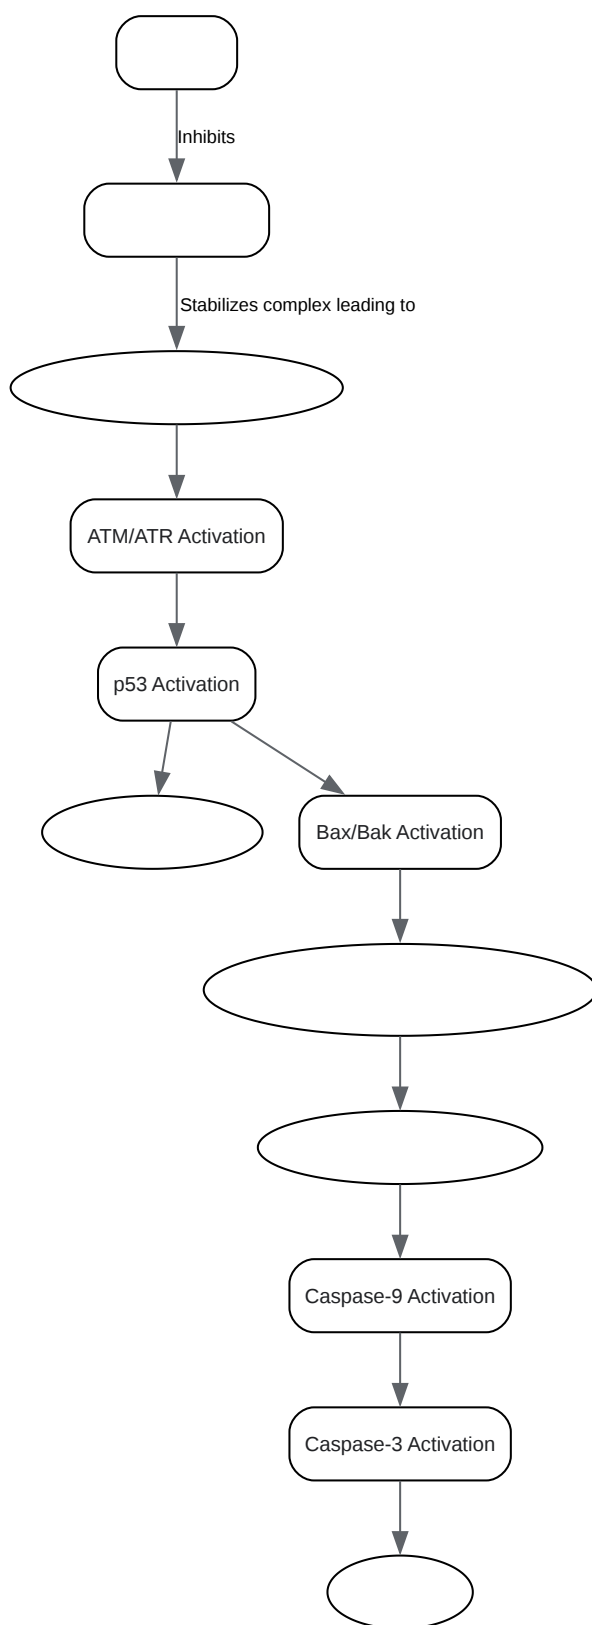 Inhibits
Stabilizes complex leading to
ATM/ATR Activation
p53 Activation
Bax/Bak Activation
Caspase-9 Activation
Caspase-3 Activation